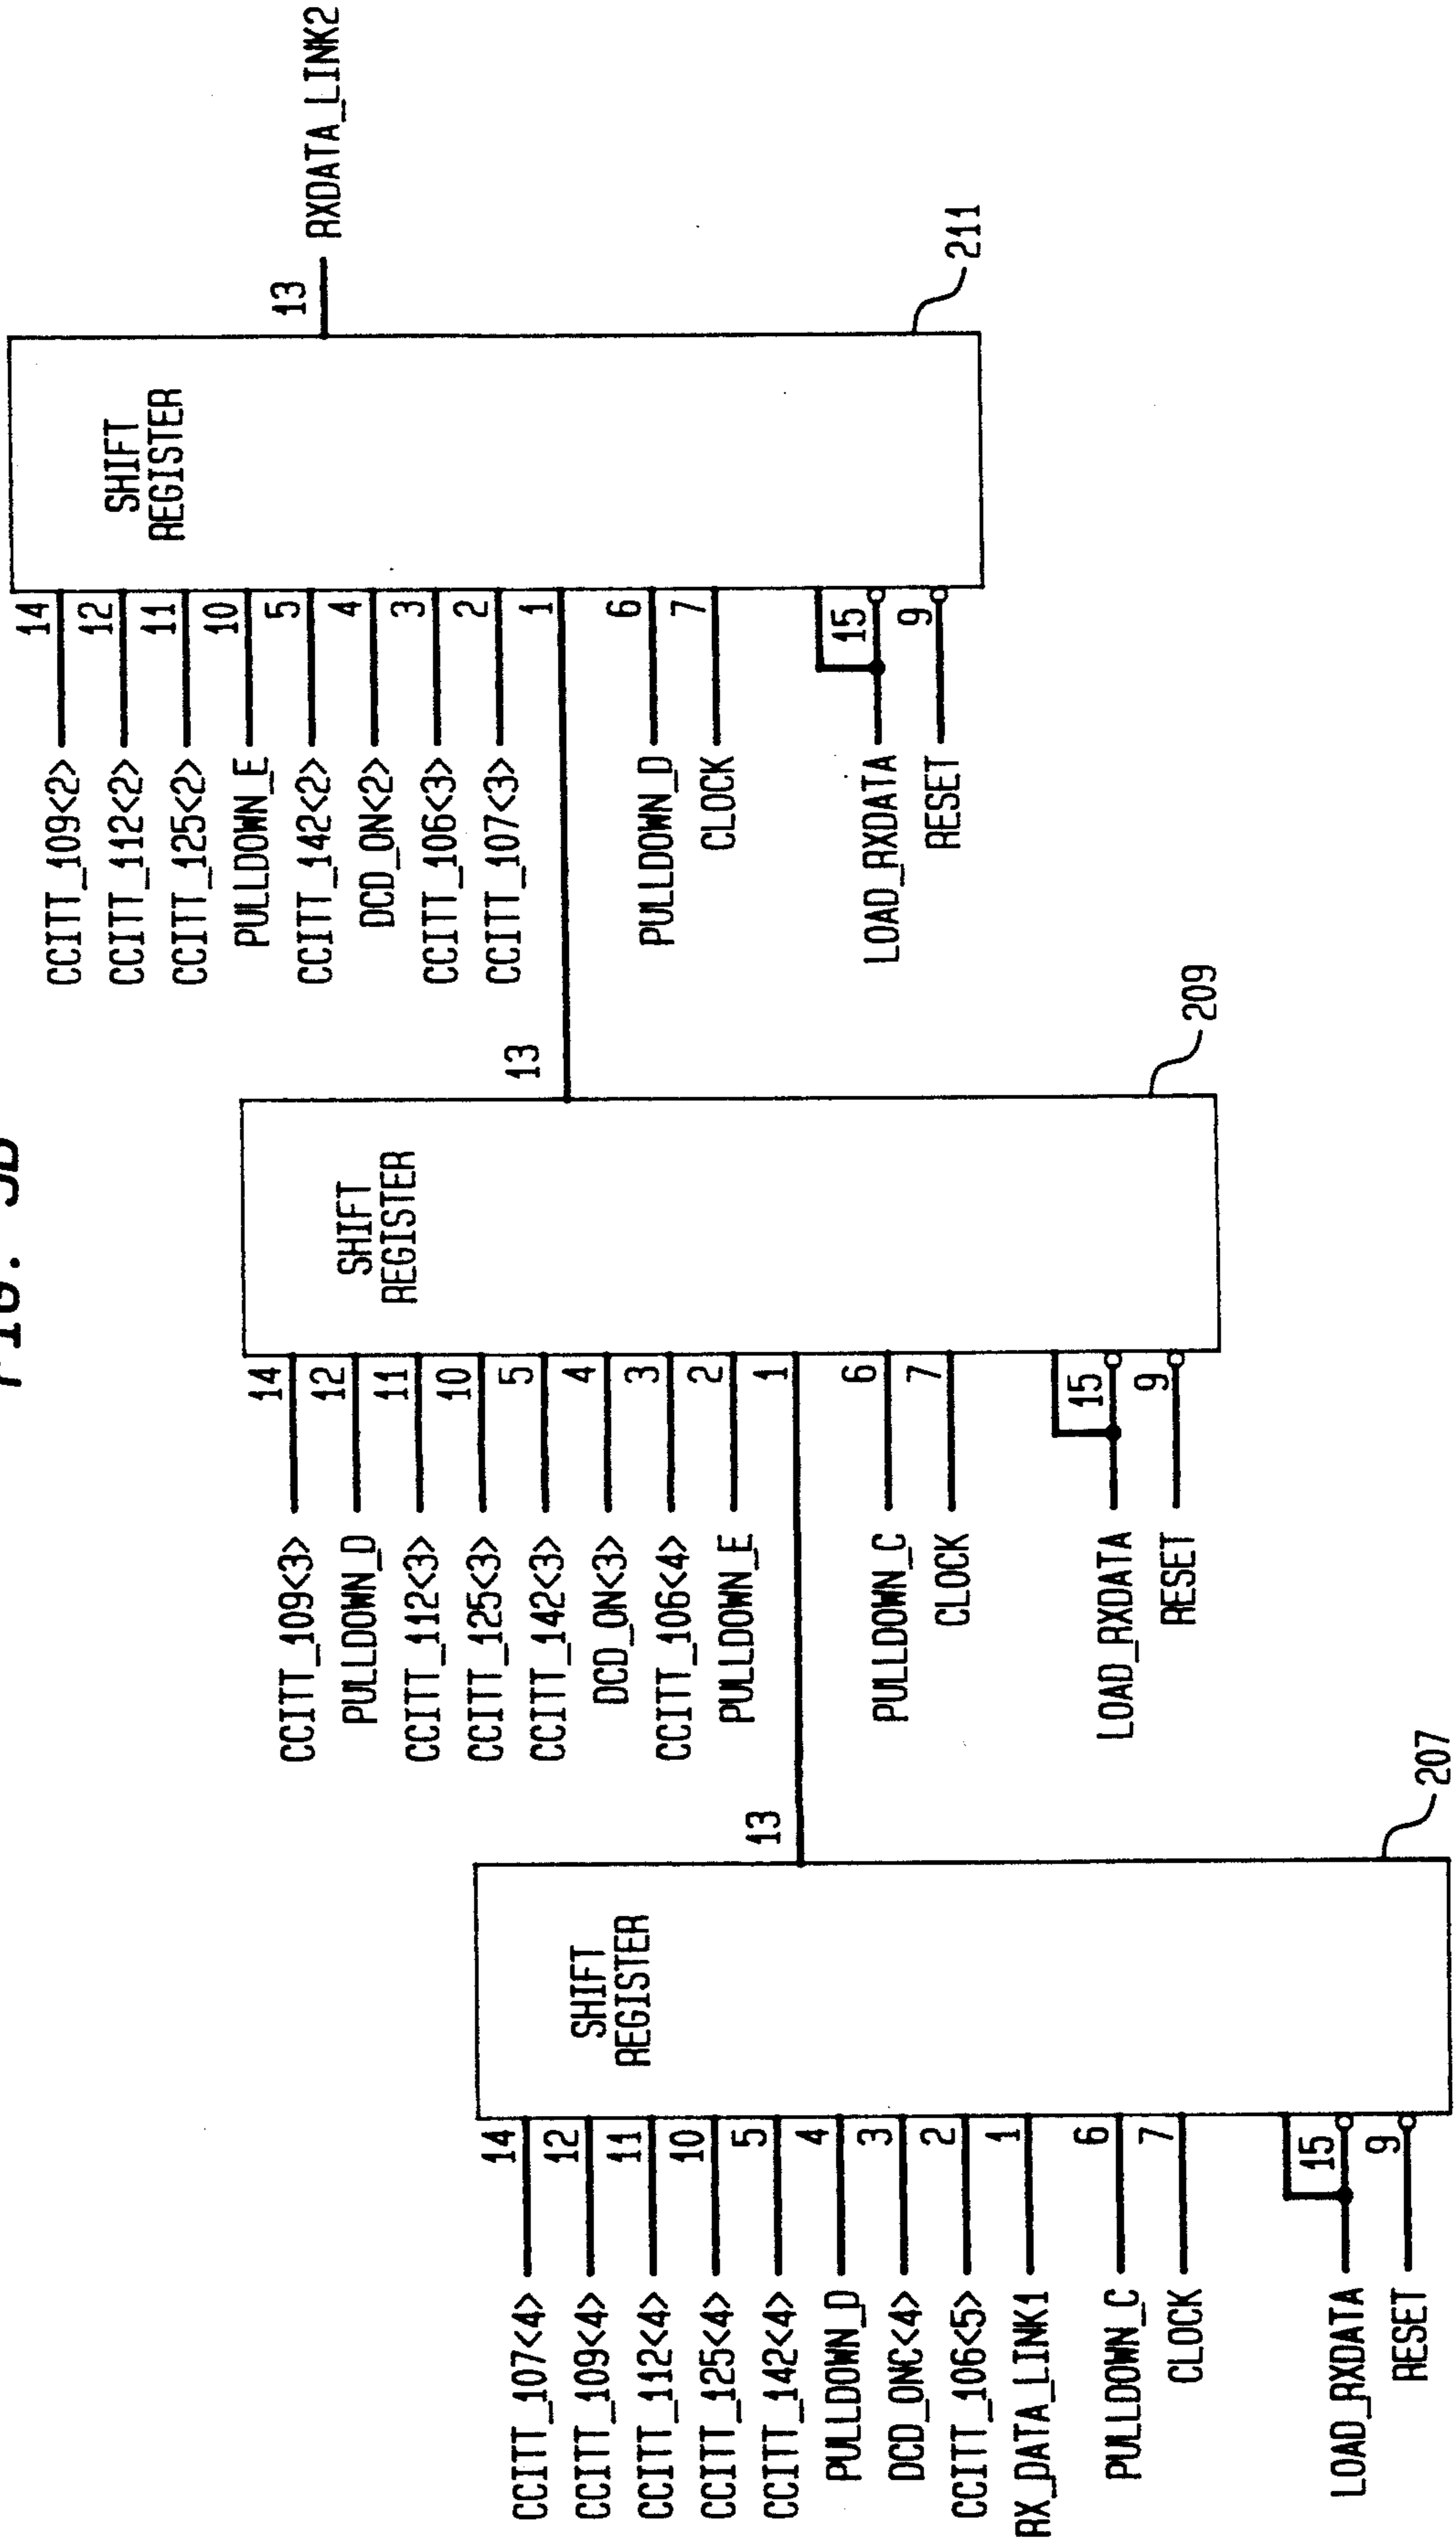 FIG.
CCITT_107<4> 14
CCITT_109<4> 12
CCITT_112<4> 11
CCITT_125<4> 10
CCITT_142<4> 5
PULLDOWN_D 4
DCD_ONC<4> 3
CCITT_106<5> 2
RX_DATA_LINK1 1
PULLDOWN_C 6
CLOCK 7
LOAD_RXDATA 15
RESET 9
SHIFT
REGISTER
13
207
CCITT_109<3> 14
PULLDOWN_D 12
CCITT_112<3> 11
CCITT_125<3> 10
CCITT_142<3> 5
DCD_ON<3> 4
CCITT_106<4> 3
PULLDOWN_E 2
1
PULLDOWN_C 6
CLOCK 7
LOAD_RXDATA 15
RESET 9
SHIFT
REGISTER
13
209
CCITT_109<2> 14
CCITT_112<2> 12
CCITT_125<2> 11
PULLDOWN_E 10
CCITT_142<2> 5
DCD_ON<2> 4
CCITT_106<3> 3
CCITT_107<3> 2
1
PULLDOWN_D 6
CLOCK 7
LOAD_RXDATA 15
RESET 9
SHIFT
REGISTER
13 RXDATA_LINK2
211